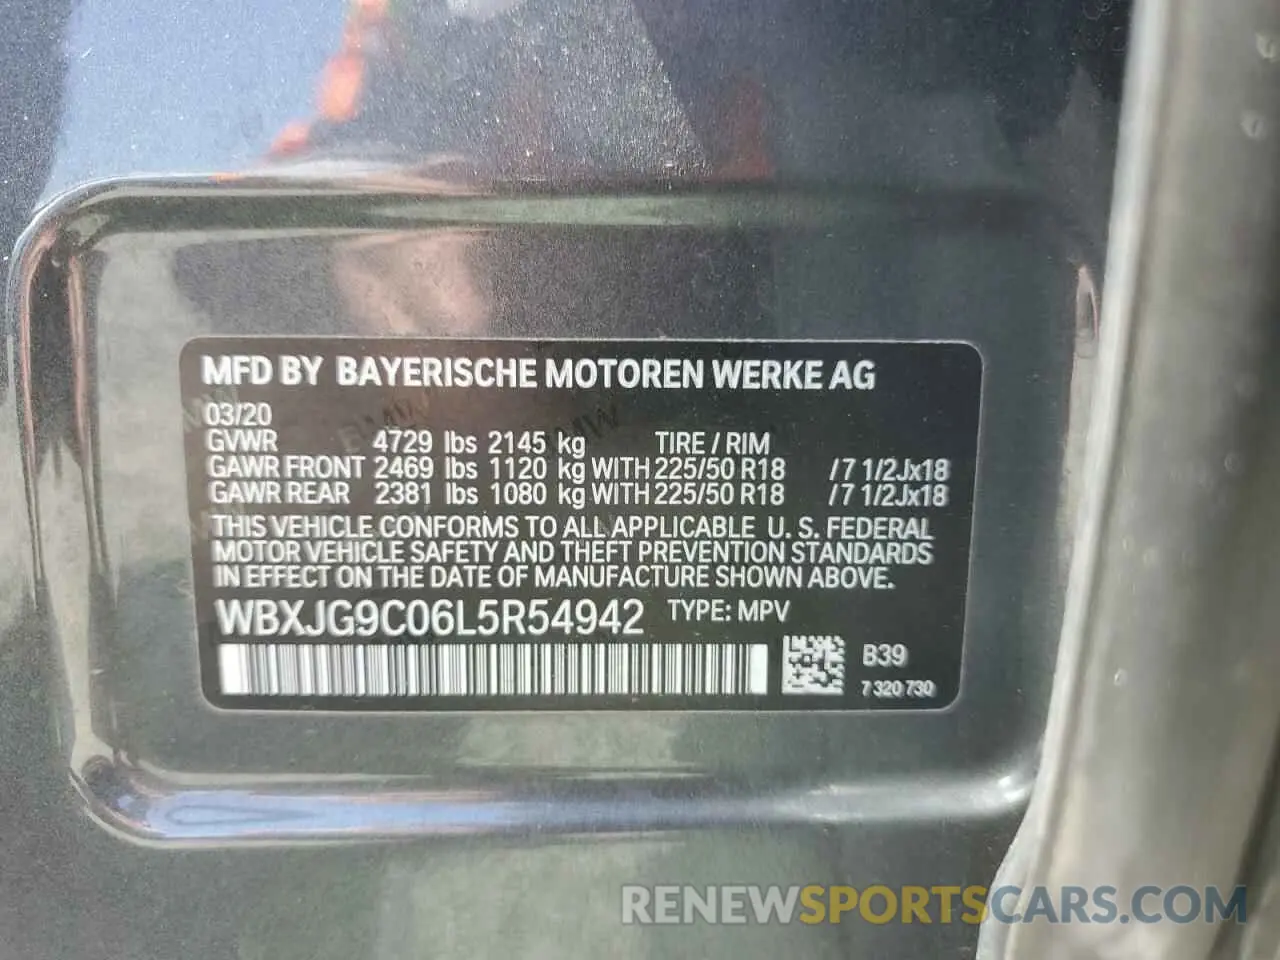 MFD BY BAYERISCHE MOTOREN WERKE AG
03/20
GVWR 4729 lbs 2145 kg TIRE / RIM
GAWR FRONT 2469 lbs 1120 kg WITH 225/50 R18 /7 1/2Jx18
GAWR REAR 2381 lbs 1080 kg WITH 225/50 R18 /7 1/2Jx18
THIS VEHICLE CONFORMS TO ALL APPLICABLE U. S. FEDERAL
MOTOR VEHICLE SAFETY AND THEFT PREVENTION STANDARDS
IN EFFECT ON THE DATE OF MANUFACTURE SHOWN ABOVE.
WBXJG9C06L5R54942 TYPE: MPV
B39
7 320 730
RENEWSPORTSCARS.COM